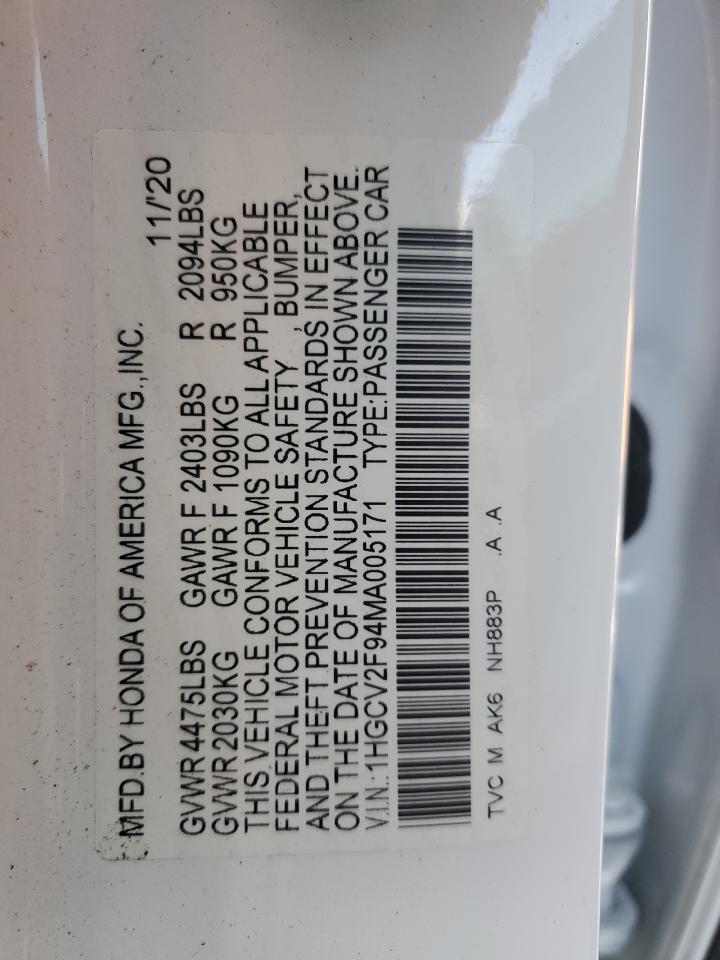 MFD.BY HONDA OF AMERICA MFG.,INC. 11/'20
GVWR 4475LBS GAWR F 2403LBS R 2094LBS
GVWR 2030KG GAWR F 1090KG R 950KG
THIS VEHICLE CONFORMS TO ALL APPLICABLE
FEDERAL MOTOR VEHICLE SAFETY , BUMPER,
AND THEFT PREVENTION STANDARDS IN EFFECT
ON THE DATE OF MANUFACTURE SHOWN ABOVE.
V.I.N.:1HGCV2F94MA005171 TYPE:PASSENGER CAR
TVC M AK6 NH883P .A .A